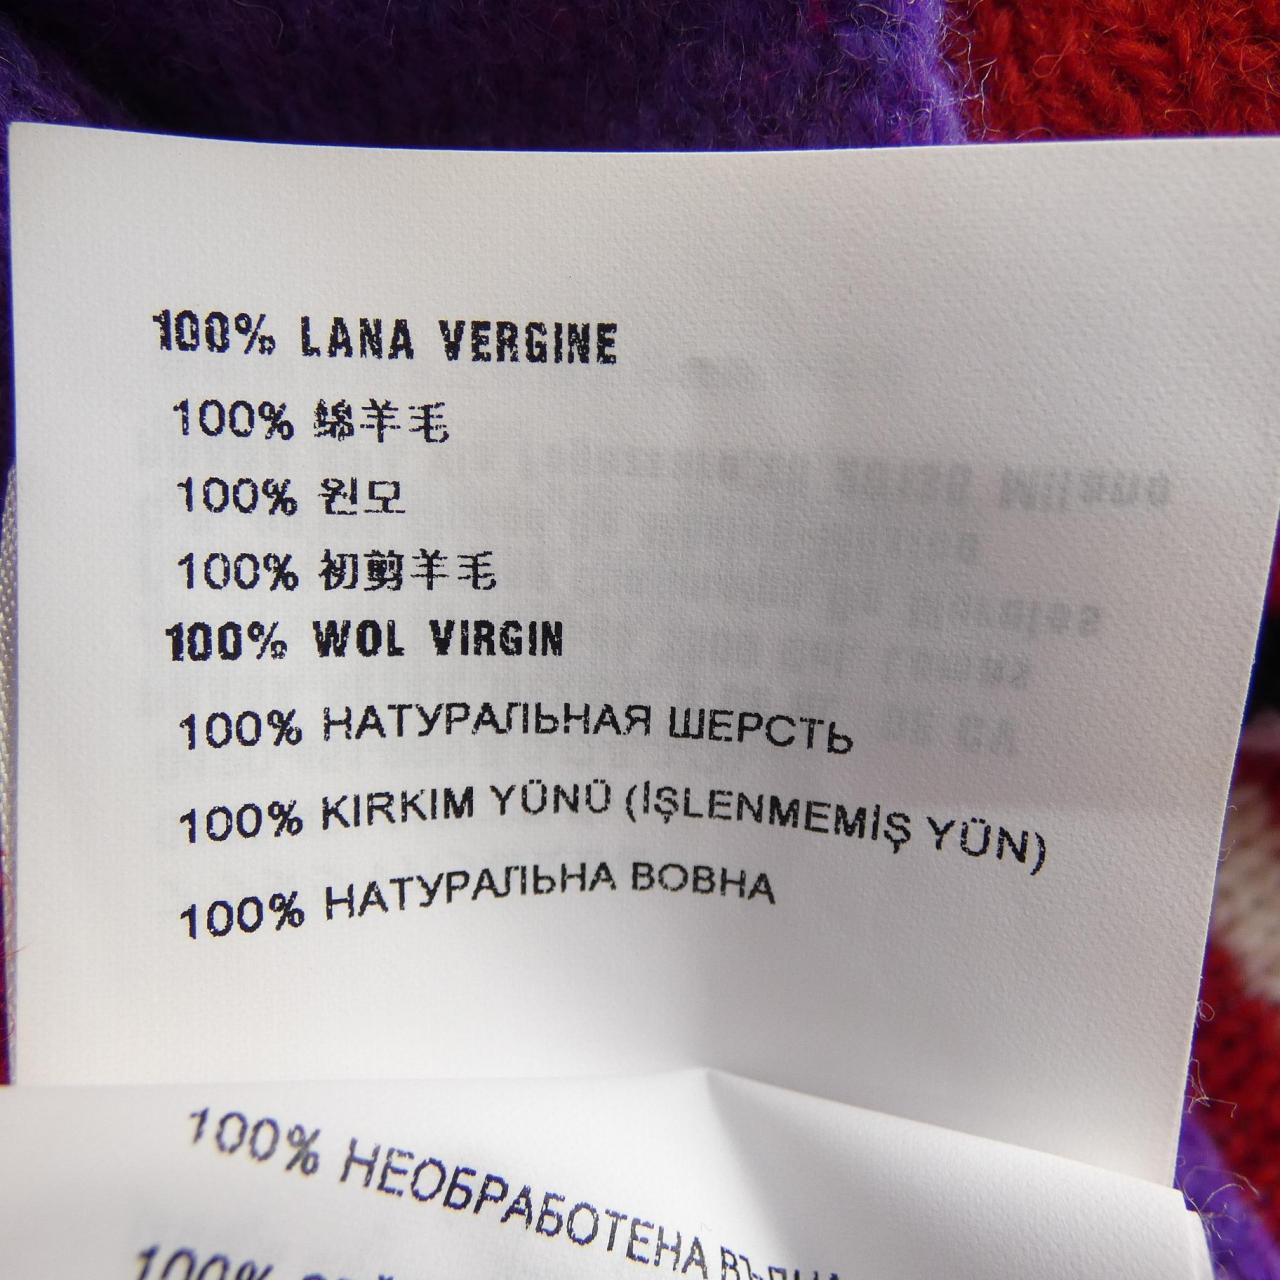 100% LANA VERGINE
100% 绵羊毛
100% 원모
100% 初剪羊毛
100% WOL VIRGIN
100% НАТУРАЛЬНАЯ ШЕРСТЬ
100% KIRKIM YÜNÜ (İŞLENMEMİŞ YÜN)
100% НАТУРАЛЬНА ВОВНА
100% НЕОБРАБОТЕНА ВЪЛНА
100%